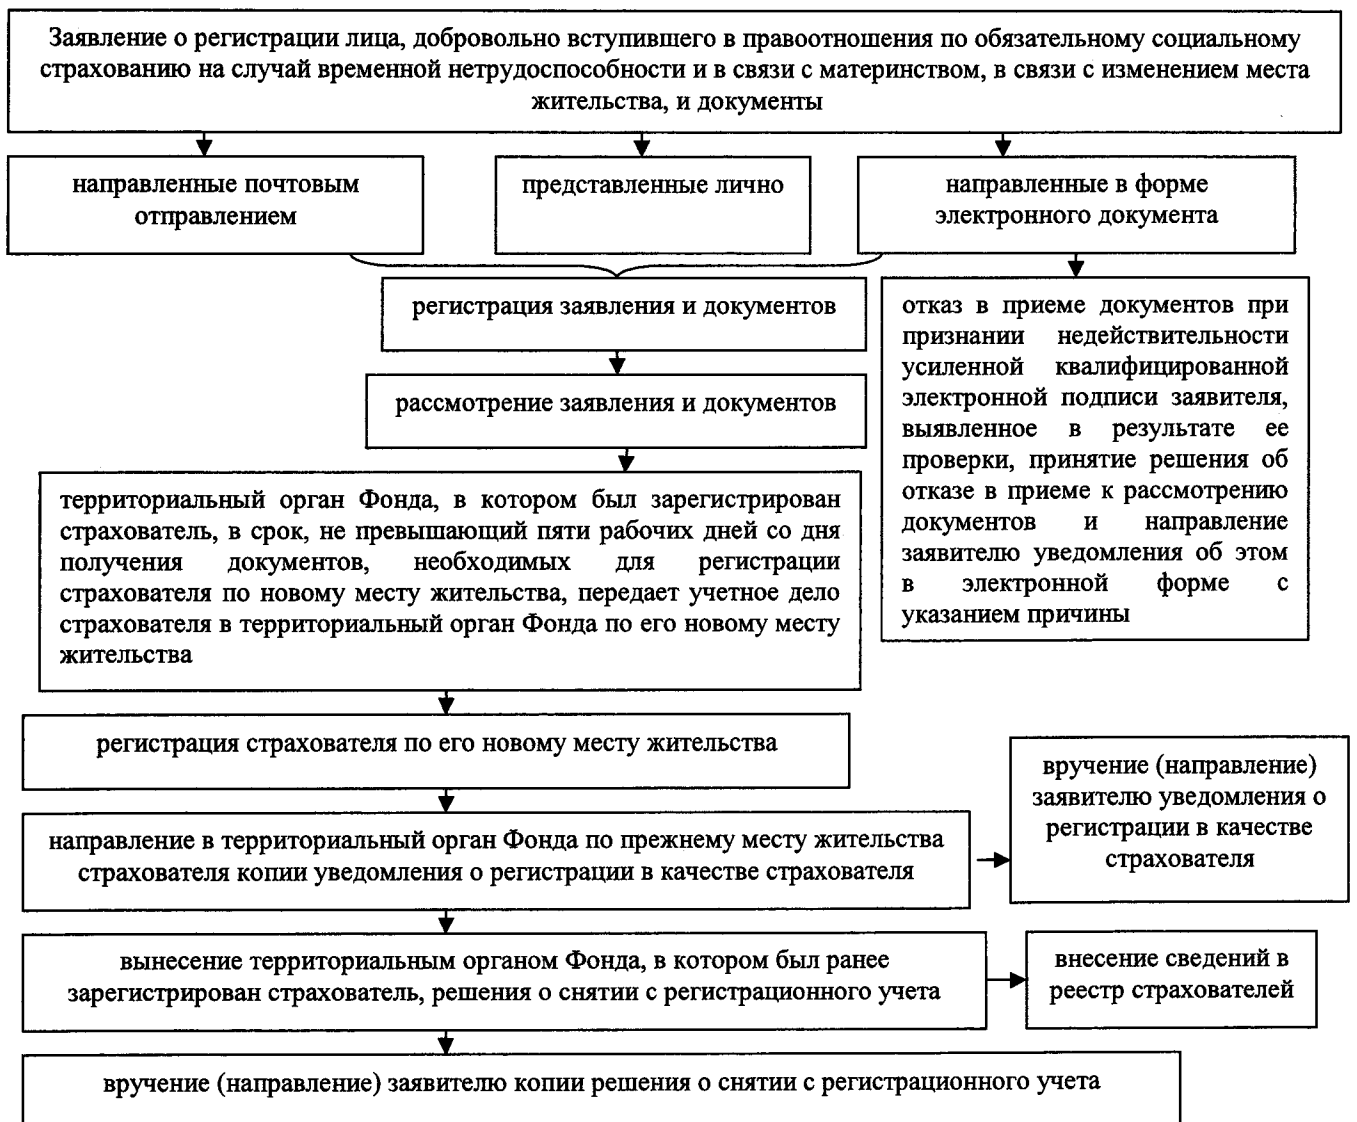 Заявление о регистрации лица, добровольно вступившего в правоотношения по обязательному социальному
страхованию на случай временной нетрудоспособности и в связи с материнством, в связи с изменением места
жительства, и документы
направленные почтовым
отправлением
представленные лично
направленные в форме
электронного документа
регистрация заявления и документов
рассмотрение заявления и документов
отказ в приеме документов при
признании недействительности
усиленной квалифицированной
электронной подписи заявителя,
выявленное в результате ее
проверки, принятие решения об
отказе в приеме к рассмотрению
документов и направление
заявителю уведомления об этом
в электронной форме с
указанием причины
территориальный орган Фонда, в котором был зарегистрирован
страхователь, в срок, не превышающий пяти рабочих дней со дня
получения документов, необходимых для регистрации
страхователя по новому месту жительства, передает учетное дело
страхователя в территориальный орган Фонда по его новому месту
жительства
регистрация страхователя по его новому месту жительства
направление в территориальный орган Фонда по прежнему месту жительства
страхователя копии уведомления о регистрации в качестве страхователя
вручение (направление)
заявителю уведомления о
регистрации в качестве
страхователя
вынесение территориальным органом Фонда, в котором был ранее
зарегистрирован страхователь, решения о снятии с регистрационного учета
внесение сведений в
реестр страхователей
вручение (направление) заявителю копии решения о снятии с регистрационного учета